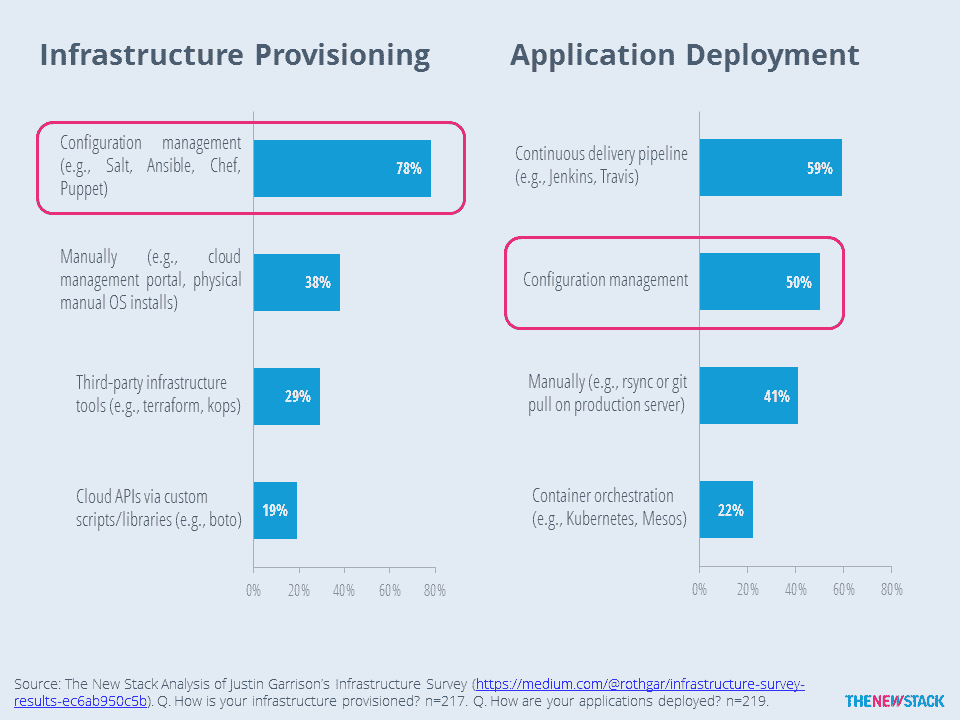 Infrastructure Provisioning
Configuration management
(e.g., Salt, Ansible, Chef,
Puppet)
78%
Manually (e.g., cloud
management portal, physical
manual OS installs)
38%
Third-party infrastructure
tools (e.g., terraform, kops)
29%
Cloud APIs via custom
scripts/libraries (e.g., boto)
19%
0% 20% 40% 60% 80%
Application Deployment
Continuous delivery pipeline
(e.g., Jenkins, Travis)
59%
Configuration management
50%
Manually (e.g., rsync or git
pull on production server)
41%
Container orchestration
(e.g., Kubernetes, Mesos)
22%
0% 20% 40% 60% 80%
Source: The New Stack Analysis of Justin Garrison’s Infrastructure Survey (https://medium.com/@rothgar/infrastructure-survey-
results-ec6ab950c5b). Q. How is your infrastructure provisioned? n=217. Q. How are your applications deployed? n=219.
THENEWSTACK